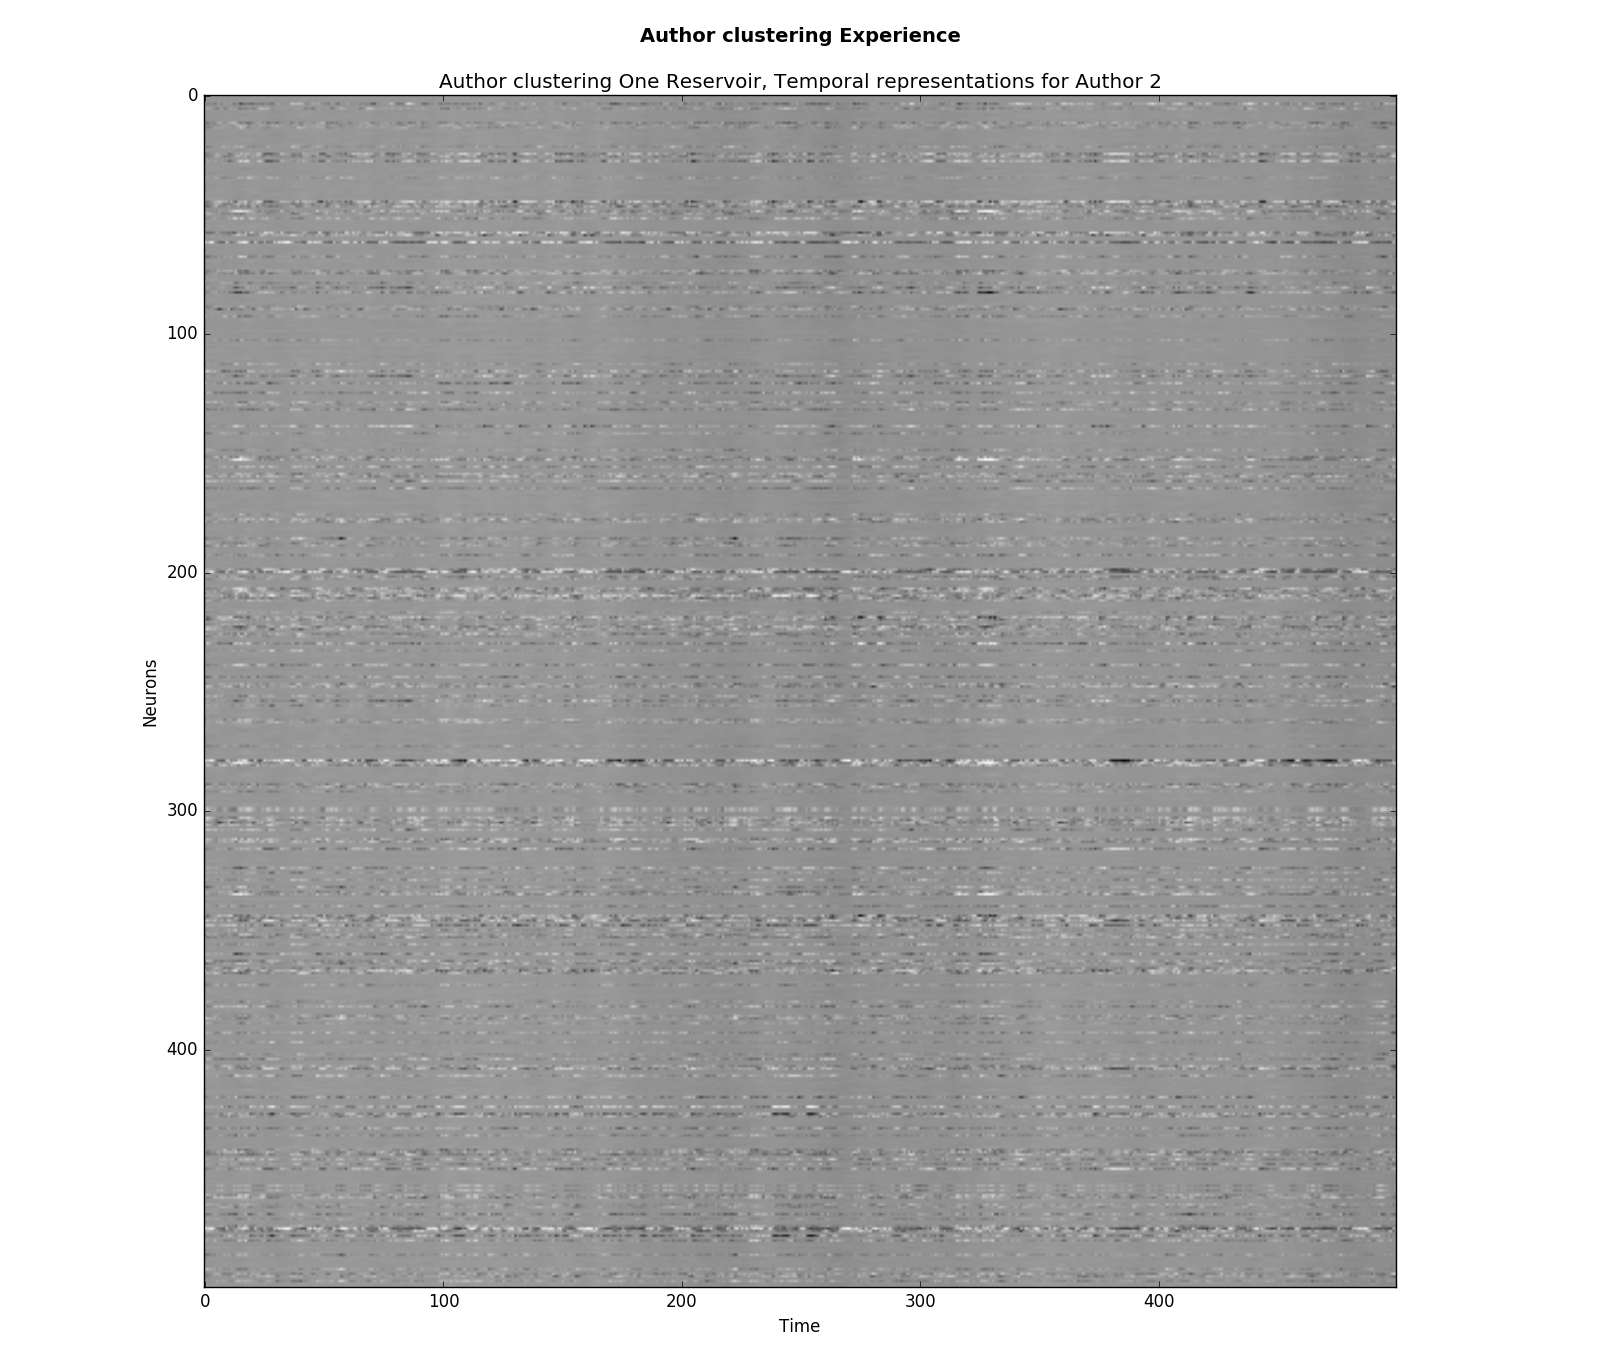 Author clustering Experience
Author clustering One Reservoir, Temporal representations for Author 2
0
100
200
300
400
Neurons
0 100 200 300 400
Time